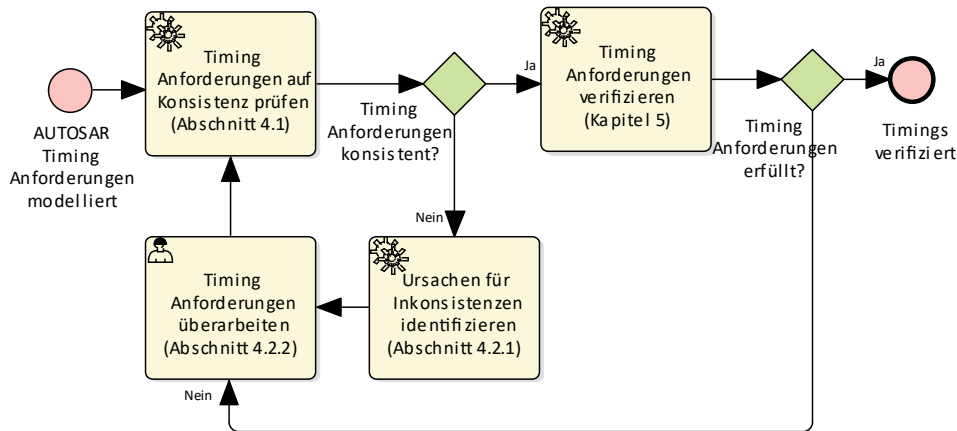 Timing
Anforderungen auf
Konsistenz prüfen
(Abschnitt 4.1)
AUTOSAR
Timing
Anforderungen
modelliert
Timing
Anforderungen
konsistent?
Ja
Timing
Anforderungen
verifizieren
(Kapitel 5)
Timing
Anforderungen
erfüllt?
Ja
Timings
verifiziert
Nein
Ursachen für
Inkonsistenzen
identifizieren
(Abschnitt 4.2.1)
Timing
Anforderungen
überarbeiten
(Abschnitt 4.2.2)
Nein